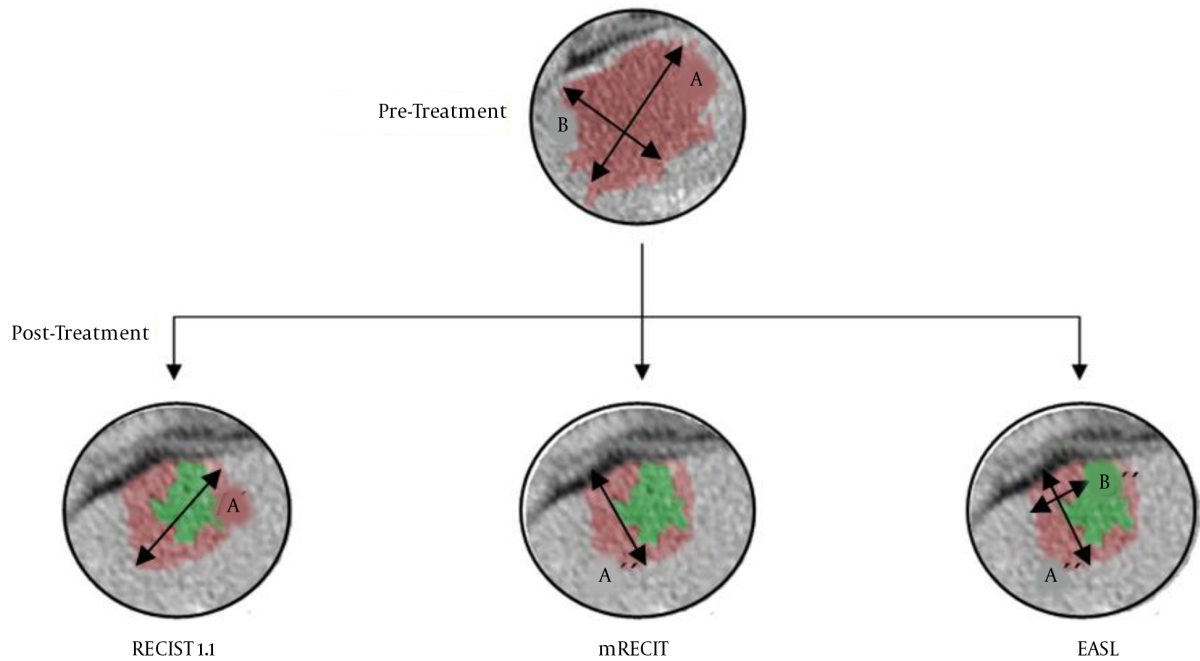 A
Pre-Treatment
B
Post-Treatment
A´
B ´´
A ´´
A ´´
RECIST 1.1
mRECIT
EASL